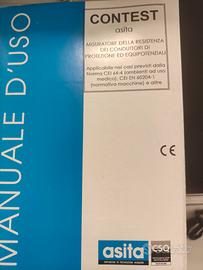 MANUALE D'USO
CONTEST
asita
MISURATORE DELLA RESISTENZA
DEI CONDUTTORI DI
PROTEZIONE ED EQUIPOTENZIALI
Applicabile nei casi previsti dalla
Norma CEI 64-4 (ambienti ad uso
medico), CEI EN 60204-1
(normativa macchine) e altre
CE
asita
CSQ